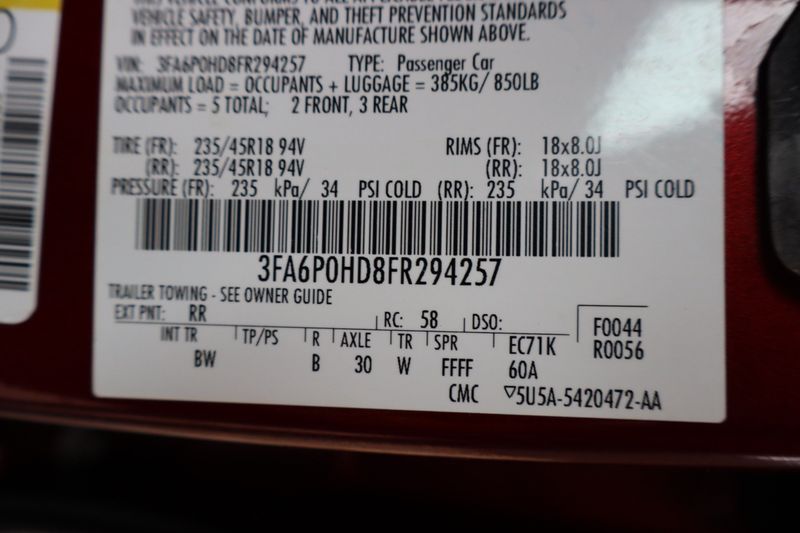 VEHICLE SAFETY, BUMPER, AND THEFT PREVENTION STANDARDS
IN EFFECT ON THE DATE OF MANUFACTURE SHOWN ABOVE.
VIN: 3FA6P0HD8FR294257 TYPE: Passenger Car
MAXIMUM LOAD = OCCUPANTS + LUGGAGE = 385KG/ 850LB
OCCUPANTS = 5 TOTAL; 2 FRONT, 3 REAR
TIRE (FR): 235/45R18 94V RIMS (FR): 18x8.0J
(RR): 235/45R18 94V (RR): 18x8.0J
PRESSURE (FR): 235 kPa/ 34 PSI COLD (RR): 235 kPa/ 34 PSI COLD
3FA6P0HD8FR294257
TRAILER TOWING - SEE OWNER GUIDE
EXT PNT: RR RC: 58 DSO: F0044
INT TR TP/PS R AXLE TR SPR EC71K R0056
BW B 30 W FFFF 60A
CMC ▽5U5A-5420472-AA